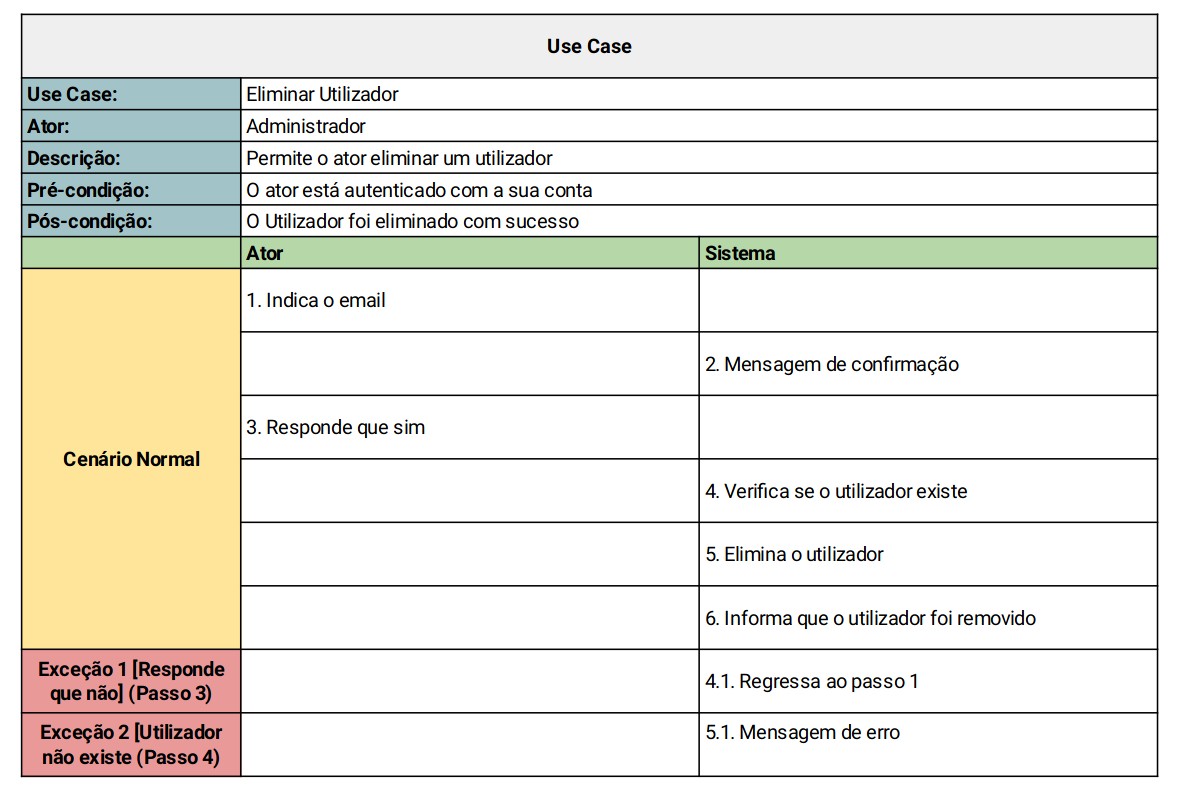 Use Case
Use Case: Eliminar Utilizador
Ator: Administrador
Descrição: Permite o ator eliminar um utilizador
Pré-condição: O ator está autenticado com a sua conta
Pós-condição: O Utilizador foi eliminado com sucesso
Ator Sistema
1. Indica o email
2. Mensagem de confirmação
3. Responde que sim
Cenário Normal
4. Verifica se o utilizador existe
5. Elimina o utilizador
6. Informa que o utilizador foi removido
Exceção 1 [Responde
que não] (Passo 3)
4.1. Regressa ao passo 1
Exceção 2 [Utilizador
não existe (Passo 4)
5.1. Mensagem de erro